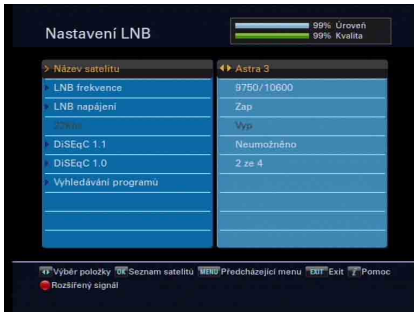 Nastavení LNB
99% Úroveň
99% Kvalita
> Název satelitu Astra 3
LNB frekvence 9750/10600
LNB napájení Zap
22khz Vyp
DiSEqC 1.1 Neumožněno
DiSEqC 1.0 2 ze 4
Vyhledávání programů
Výběr položky OK Seznam satelitů MENU Předcházející menu EXIT Exit i Pomoc
Rozšířený signál